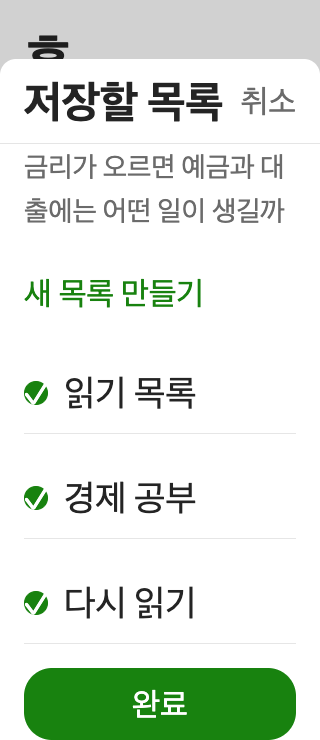 저장할 목록 취소
금리가 오르면 예금과 대
출에는 어떤 일이 생길까
새 목록 만들기
읽기 목록
경제 공부
다시 읽기
완료